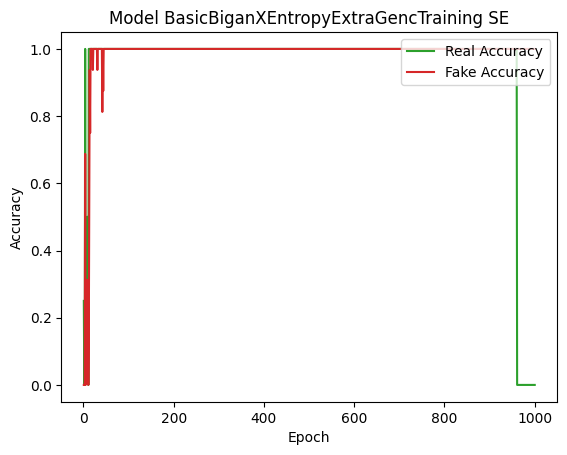 Model BasicBiganXEntropyExtraGencTraining SE
Real Accuracy
Fake Accuracy
1.0
0.8
0.6
0.4
0.2
0.0
Accuracy
0
200
400
600
800
1000
Epoch